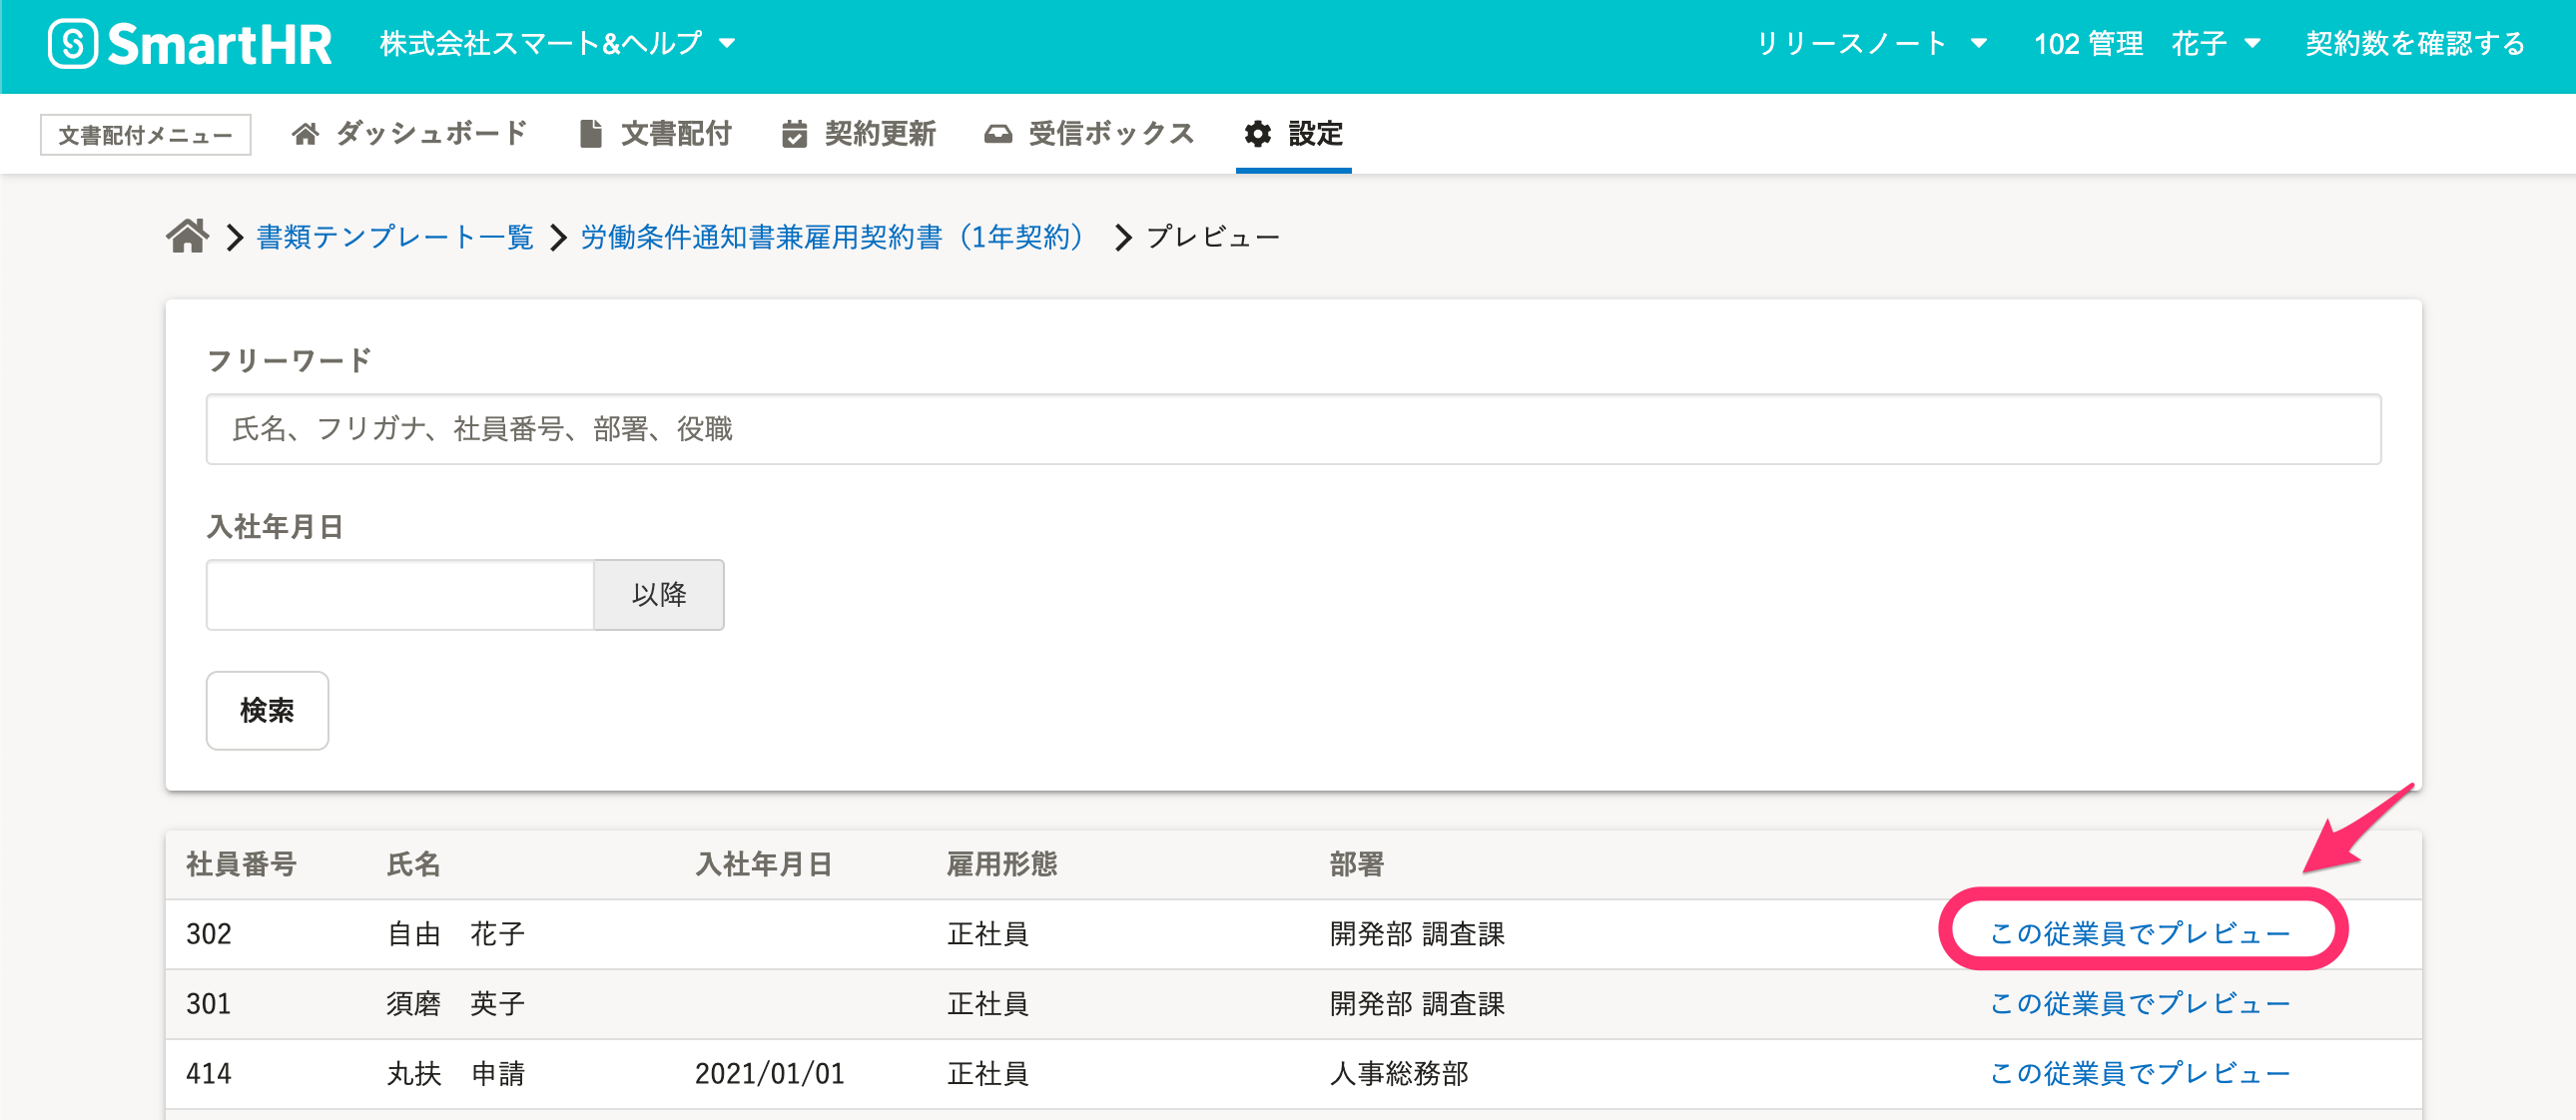 SmartHR 株式会社スマート&ヘルプ リリースノート 102 管理 花子 契約数を確認する
文書配付メニュー ダッシュボード 文書配付 契約更新 受信ボックス 設定
書類テンプレート一覧 労働条件通知書兼雇用契約書（1年契約） プレビュー
フリーワード
氏名、フリガナ、社員番号、部署、役職
入社年月日
以降
検索
社員番号 氏名 入社年月日 雇用形態 部署
302 自由 花子 正社員 開発部 調査課 この従業員でプレビュー
301 須磨 英子 正社員 開発部 調査課 この従業員でプレビュー
414 丸扶 申請 2021/01/01 正社員 人事総務部 この従業員でプレビュー